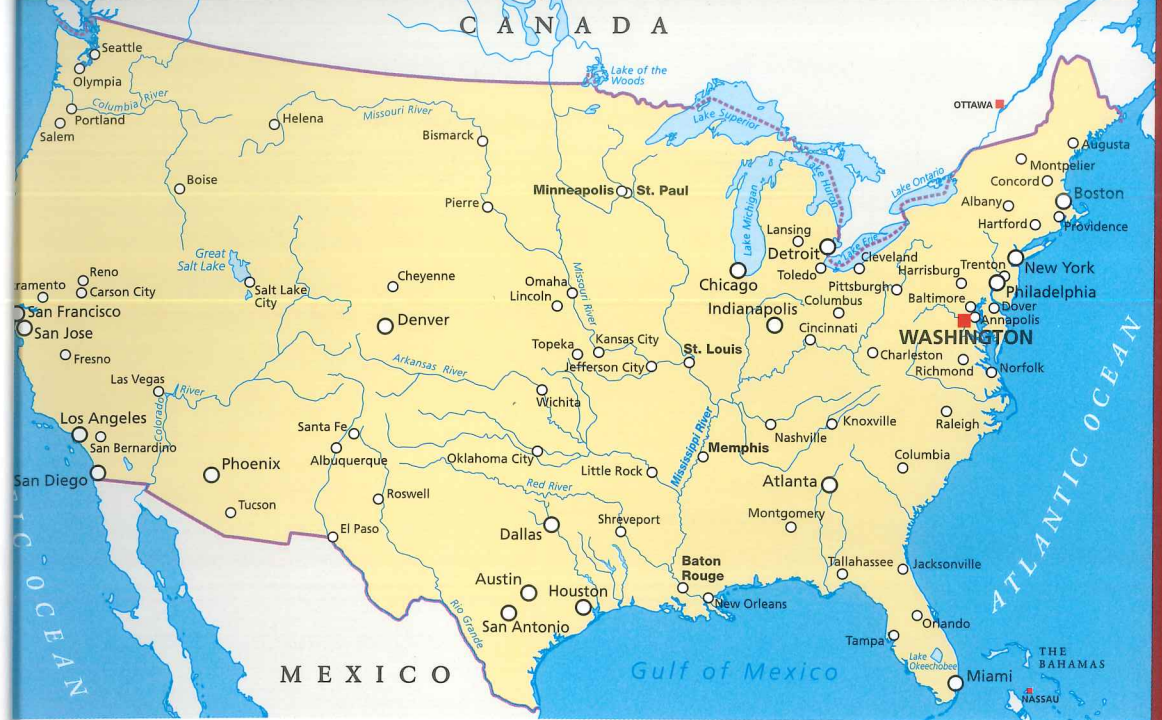 CANADA
Seattle
Olympia
Columbia River
Portland
Salem
Helena
Missouri River
Bismarck
Lake of the
Woods
Lake Superior
OTTAWA
Augusta
Montpelier
Concord
Boston
Albany
Hartford
Providence
Lake Ontario
Lake Huron
Lake Michigan
Boise
Pierre
Minneapolis
St. Paul
Lansing
Detroit
Lake Erie
Toledo
Cleveland
Chicago
Pittsburgh
Harrisburg
Trenton
New York
Philadelphia
Baltimore
Dover
Annapolis
WASHINGTON
Great
Salt Lake
Salt Lake
City
Reno
Carson City
ramento
San Francisco
San Jose
Fresno
Cheyenne
Denver
Omaha
Lincoln
Missouri River
Topeka
Kansas City
Jefferson City
St. Louis
Indianapolis
Columbus
Cincinnati
Charleston
Richmond
Norfolk
Las Vegas
Colorado River
Arkansas River
Wichita
Los Angeles
San Bernardino
San Diego
Santa Fe
Albuquerque
Phoenix
Tucson
Roswell
El Paso
Oklahoma City
Little Rock
Red River
Mississippi River
Memphis
Nashville
Knoxville
Raleigh
Columbia
Atlanta
Montgomery
Dallas
Shreveport
Austin
Houston
San Antonio
Rio Grande
Baton
Rouge
New Orleans
Tallahassee
Jacksonville
Orlando
Tampa
Lake
Okeechobee
Miami
THE
BAHAMAS
NASSAU
MEXICO
Gulf of Mexico
ATLANTIC OCEAN
IC OCEAN